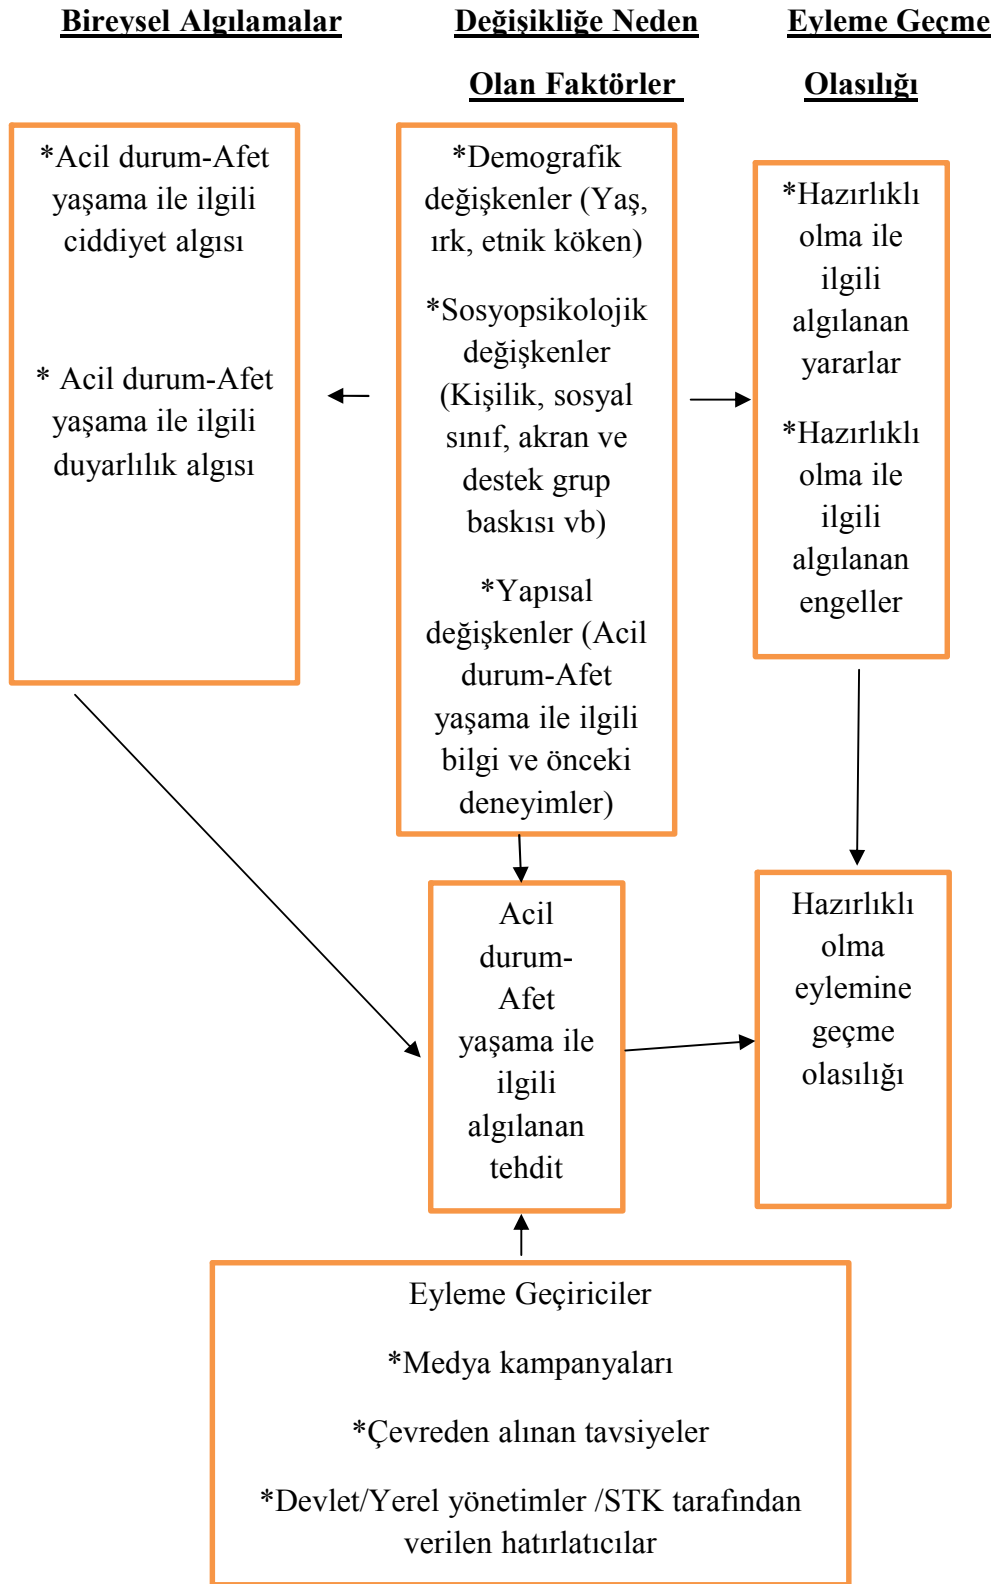 Bireysel Algılamalar
Değişikliğe Neden
Olan Faktörler
Eyleme Geçme
Olasılığı
*Acil durum-Afet
yaşama ile ilgili
ciddiyet algısı
* Acil durum-Afet
yaşama ile ilgili
duyarlılık algısı
*Demografik
değişkenler (Yaş,
ırk, etnik köken)
*Sosyopsikolojik
değişkenler
(Kişilik, sosyal
sınıf, akran ve
destek grup
baskısı vb)
*Yapısal
değişkenler (Acil
durum-Afet
yaşama ile ilgili
bilgi ve önceki
deneyimler)
*Hazırlıklı
olma ile
ilgili
algılanan
yararlar
*Hazırlıklı
olma ile
ilgili
algılanan
engeller
Acil
durum-
Afet
yaşama ile
ilgili
algılanan
tehdit
Hazırlıklı
olma
eylemine
geçme
olasılığı
Eyleme Geçiriciler
*Medya kampanyaları
*Çevreden alınan tavsiyeler
*Devlet/Yerel yönetimler /STK tarafından
verilen hatırlatıcılar